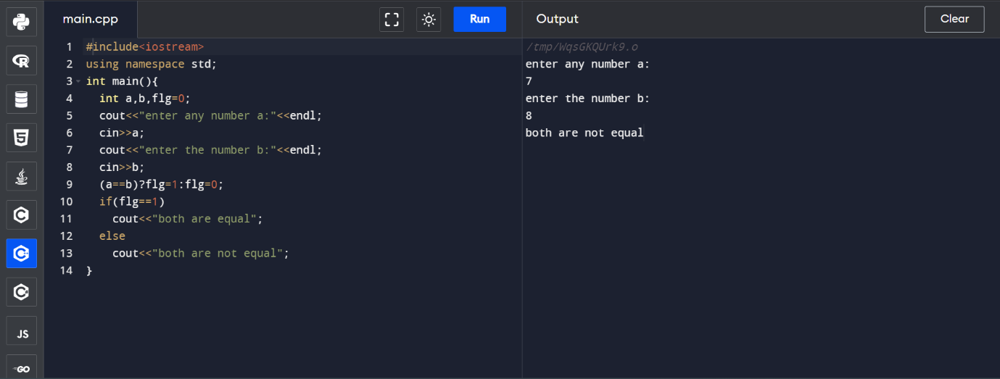 main.cpp
Run
Output
Clear
1 #include<iostream>
2 using namespace std;
3 int main(){
4 int a,b,flg=0;
5 cout<<"enter any number a:"<<endl;
6 cin>>a;
7 cout<<"enter the number b:"<<endl;
8 cin>>b;
9 (a==b)?flg=1:flg=0;
10 if(flg==1)
11 cout<<"both are equal";
12 else
13 cout<<"both are not equal";
14 }
/tmp/WqsGKQUrk9.o
enter any number a:
7
enter the number b:
8
both are not equal
R
5
C
C+
C
JS
GO